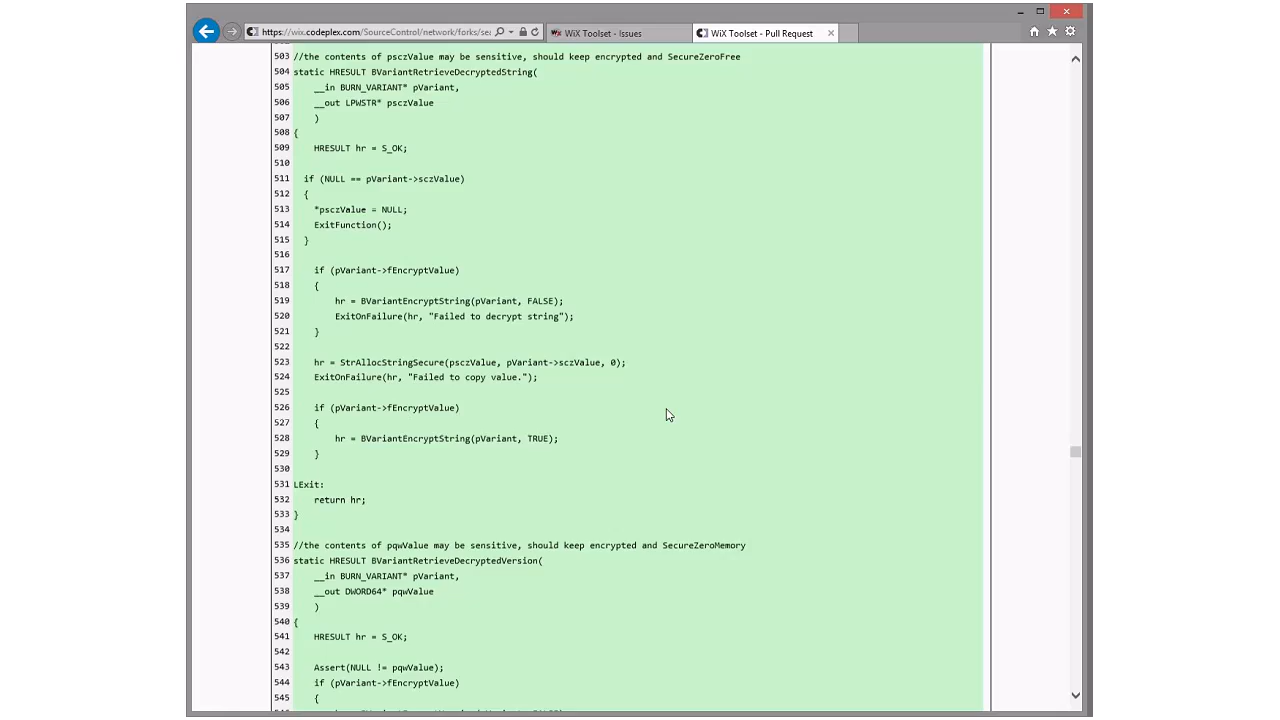 https://wix.codeplex.com/SourceControl/network/forks/sea
WiX Toolset - Issues
WiX Toolset - Pull Request
503 //the contents of psczValue may be sensitive, should keep encrypted and SecureZeroFree
504 static HRESULT BVariantRetrieveDecryptedString(
505     __in BURN_VARIANT* pVariant,
506     __out LPWSTR* psczValue
507     )
508 {
509     HRESULT hr = S_OK;
510
511   if (NULL == pVariant->sczValue)
512   {
513     *psczValue = NULL;
514     ExitFunction();
515   }
516
517     if (pVariant->fEncryptValue)
518     {
519         hr = BVariantEncryptString(pVariant, FALSE);
520         ExitOnFailure(hr, "Failed to decrypt string");
521     }
522
523     hr = StrAllocStringSecure(psczValue, pVariant->sczValue, 0);
524     ExitOnFailure(hr, "Failed to copy value.");
525
526     if (pVariant->fEncryptValue)
527     {
528         hr = BVariantEncryptString(pVariant, TRUE);
529     }
530
531 LExit:
532     return hr;
533 }
534
535 //the contents of pqwValue may be sensitive, should keep encrypted and SecureZeroMemory
536 static HRESULT BVariantRetrieveDecryptedVersion(
537     __in BURN_VARIANT* pVariant,
538     __out DWORD64* pqwValue
539     )
540 {
541     HRESULT hr = S_OK;
542
543     Assert(NULL != pqwValue);
544     if (pVariant->fEncryptValue)
545     {